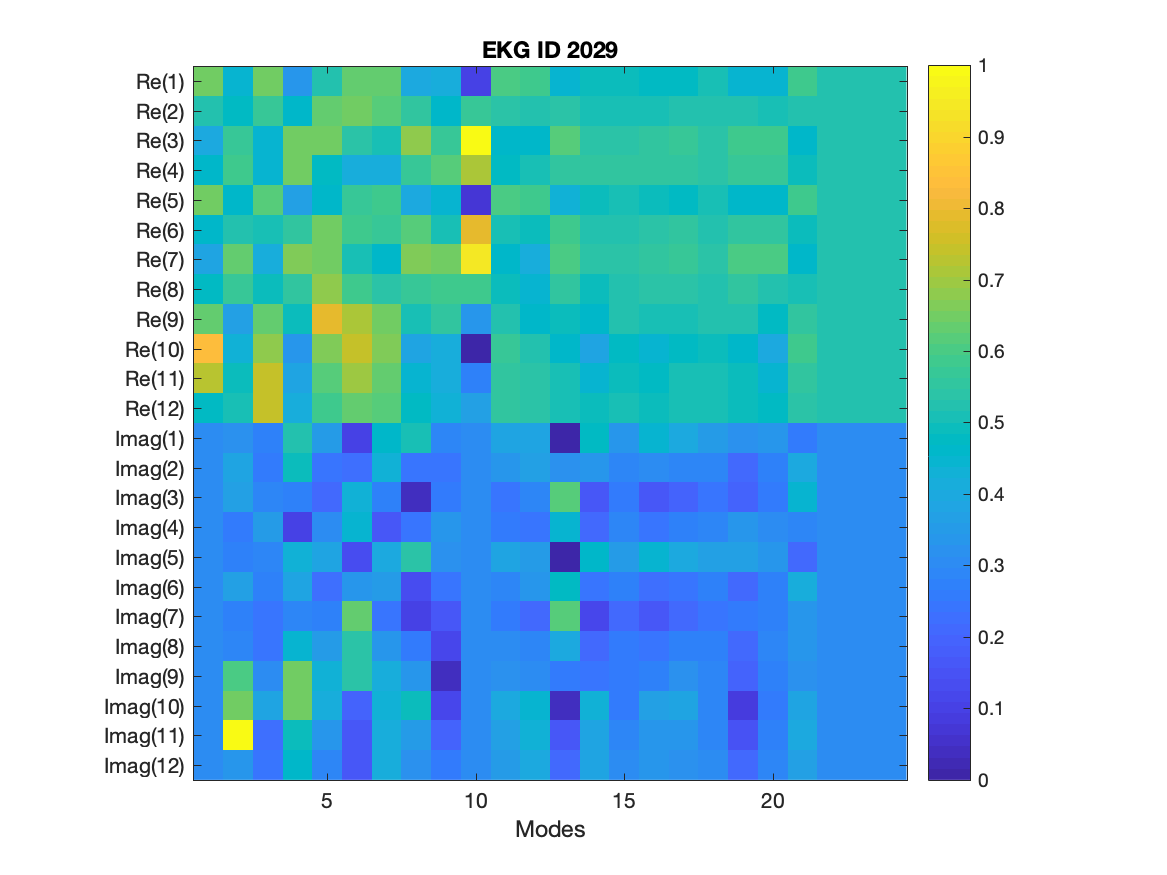 EKG ID 2029
Re(1)
Re(2)
Re(3)
Re(4)
Re(5)
Re(6)
Re(7)
Re(8)
Re(9)
Re(10)
Re(11)
Re(12)
Imag(1)
Imag(2)
Imag(3)
Imag(4)
Imag(5)
Imag(6)
Imag(7)
Imag(8)
Imag(9)
Imag(10)
Imag(11)
Imag(12)
5 10 15 20
Modes
1
0.9
0.8
0.7
0.6
0.5
0.4
0.3
0.2
0.1
0